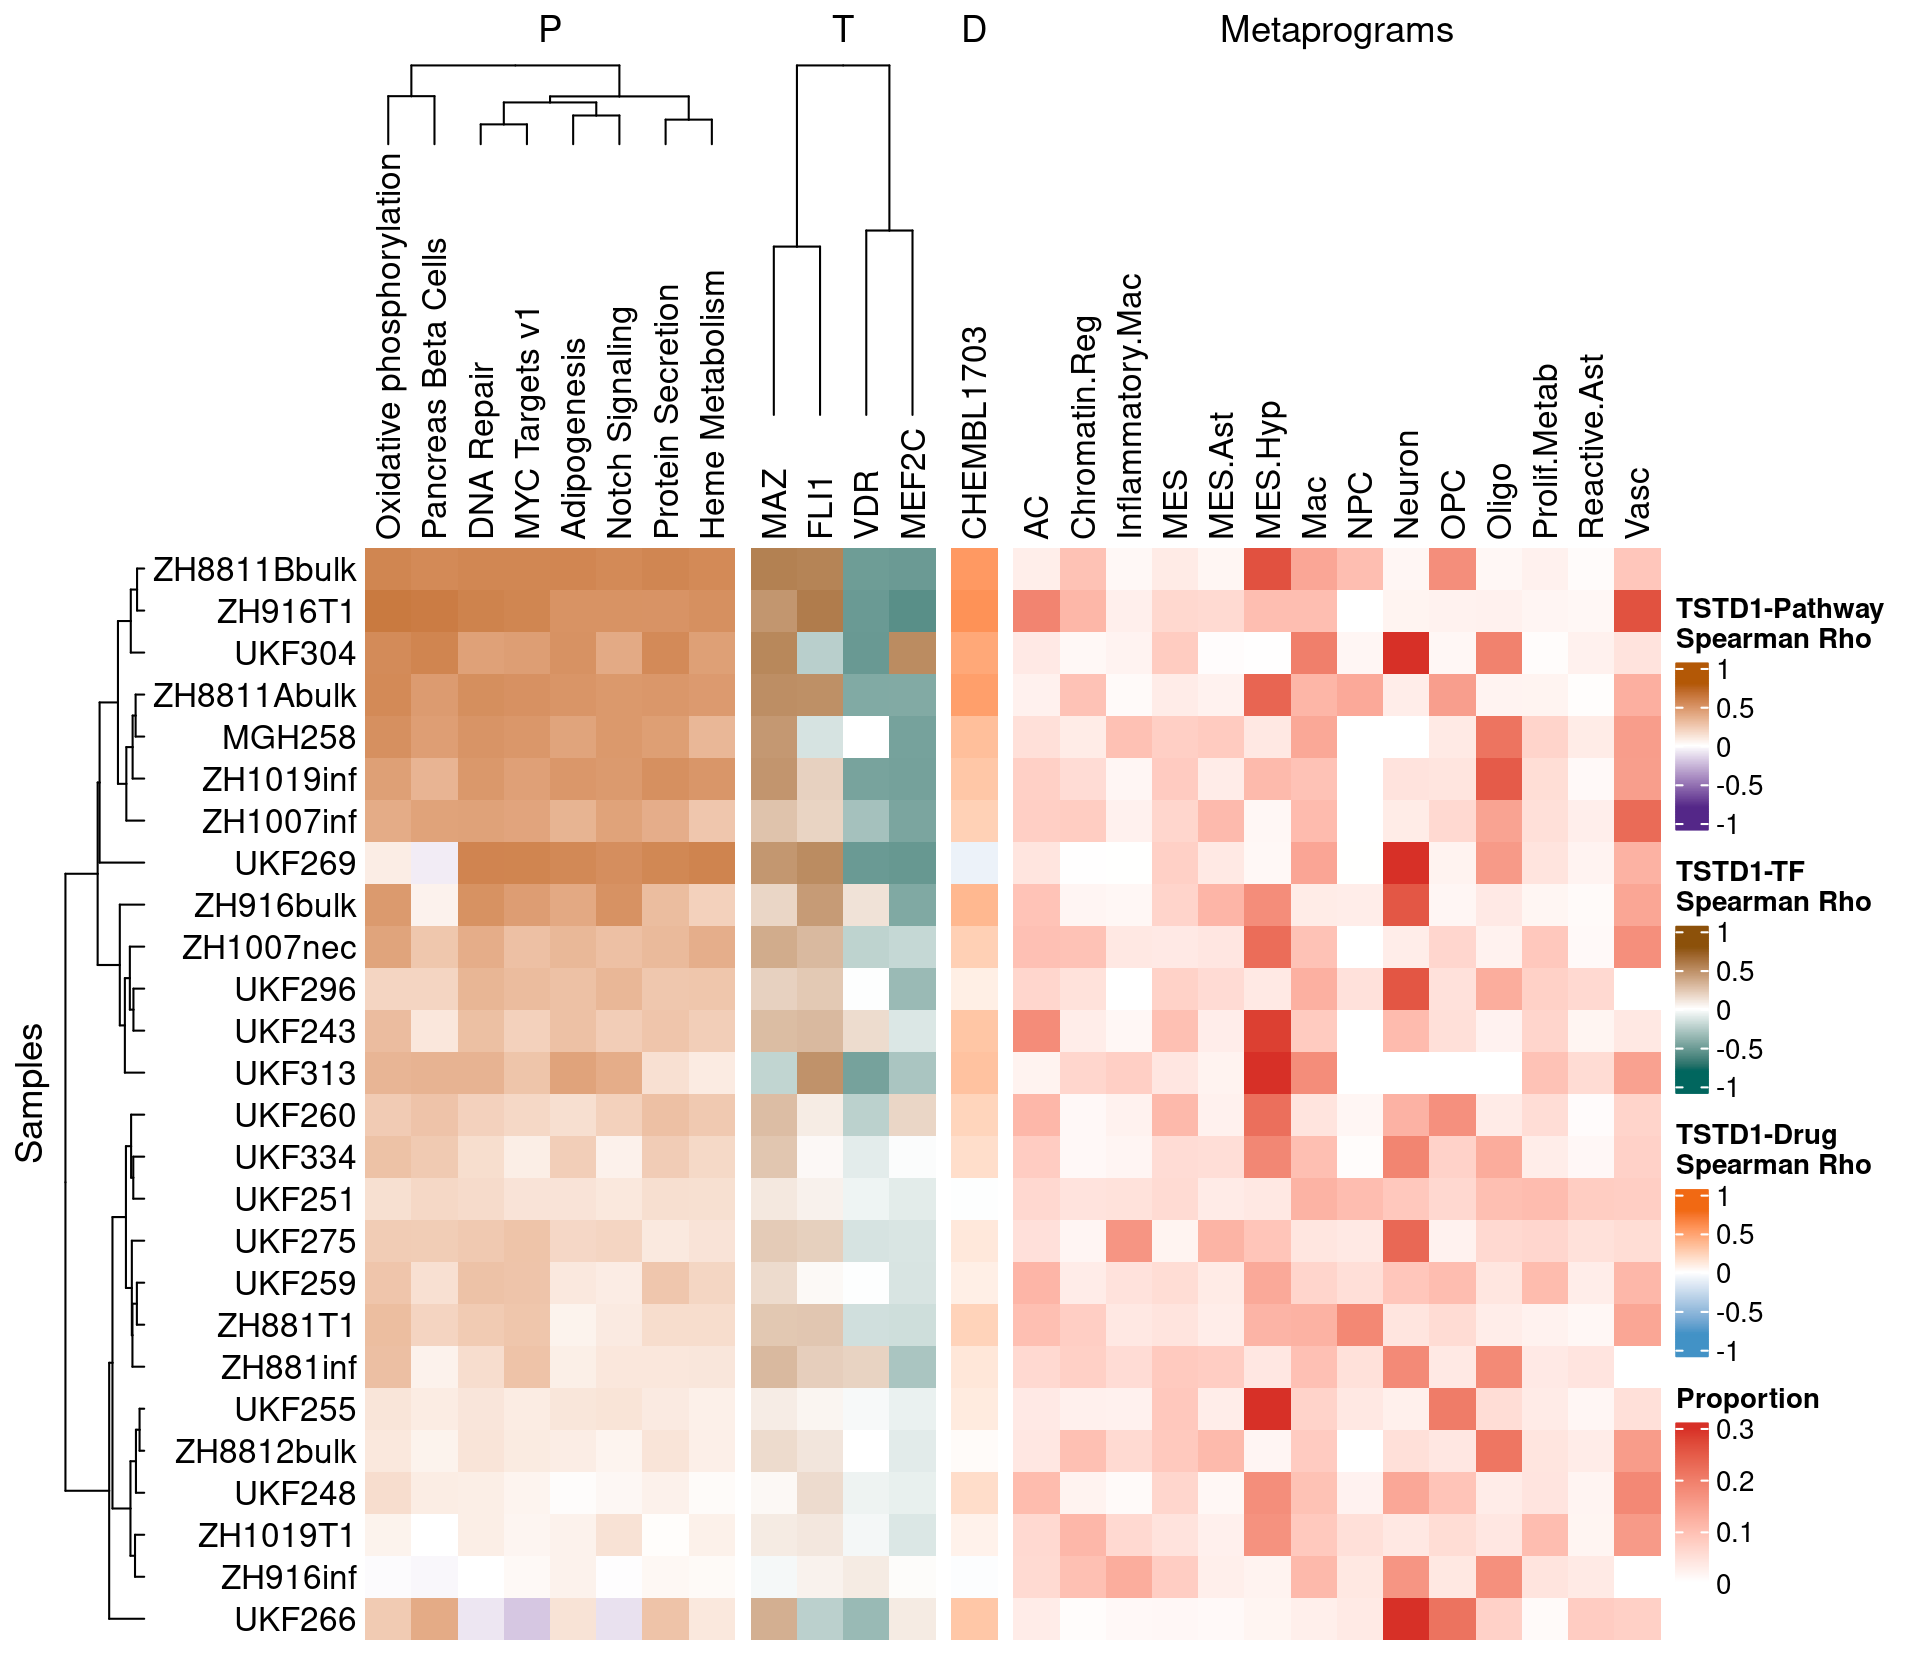 P T D Metaprograms
Oxidative phosphorylation
Pancreas Beta Cells
DNA Repair
MYC Targets v1
Adipogenesis
Notch Signaling
Protein Secretion
Heme Metabolism
MAZ
FLI1
VDR
MEF2C
CHEMBL1703
AC
Chromatin.Reg
Inflammatory.Mac
MES
MES.Ast
MES.Hyp
Mac
NPC
Neuron
OPC
Oligo
Prolif.Metab
Reactive.Ast
Vasc
Samples
ZH8811Bbulk
ZH916T1
UKF304
ZH8811Abulk
MGH258
ZH1019inf
ZH1007inf
UKF269
ZH916bulk
ZH1007nec
UKF296
UKF243
UKF313
UKF260
UKF334
UKF251
UKF275
UKF259
ZH881T1
ZH881inf
UKF255
ZH8812bulk
UKF248
ZH1019T1
ZH916inf
UKF266
TSTD1-Pathway
Spearman Rho
1
0.5
0
-0.5
-1
TSTD1-TF
Spearman Rho
1
0.5
0
-0.5
-1
TSTD1-Drug
Spearman Rho
1
0.5
0
-0.5
-1
Proportion
0.3
0.2
0.1
0